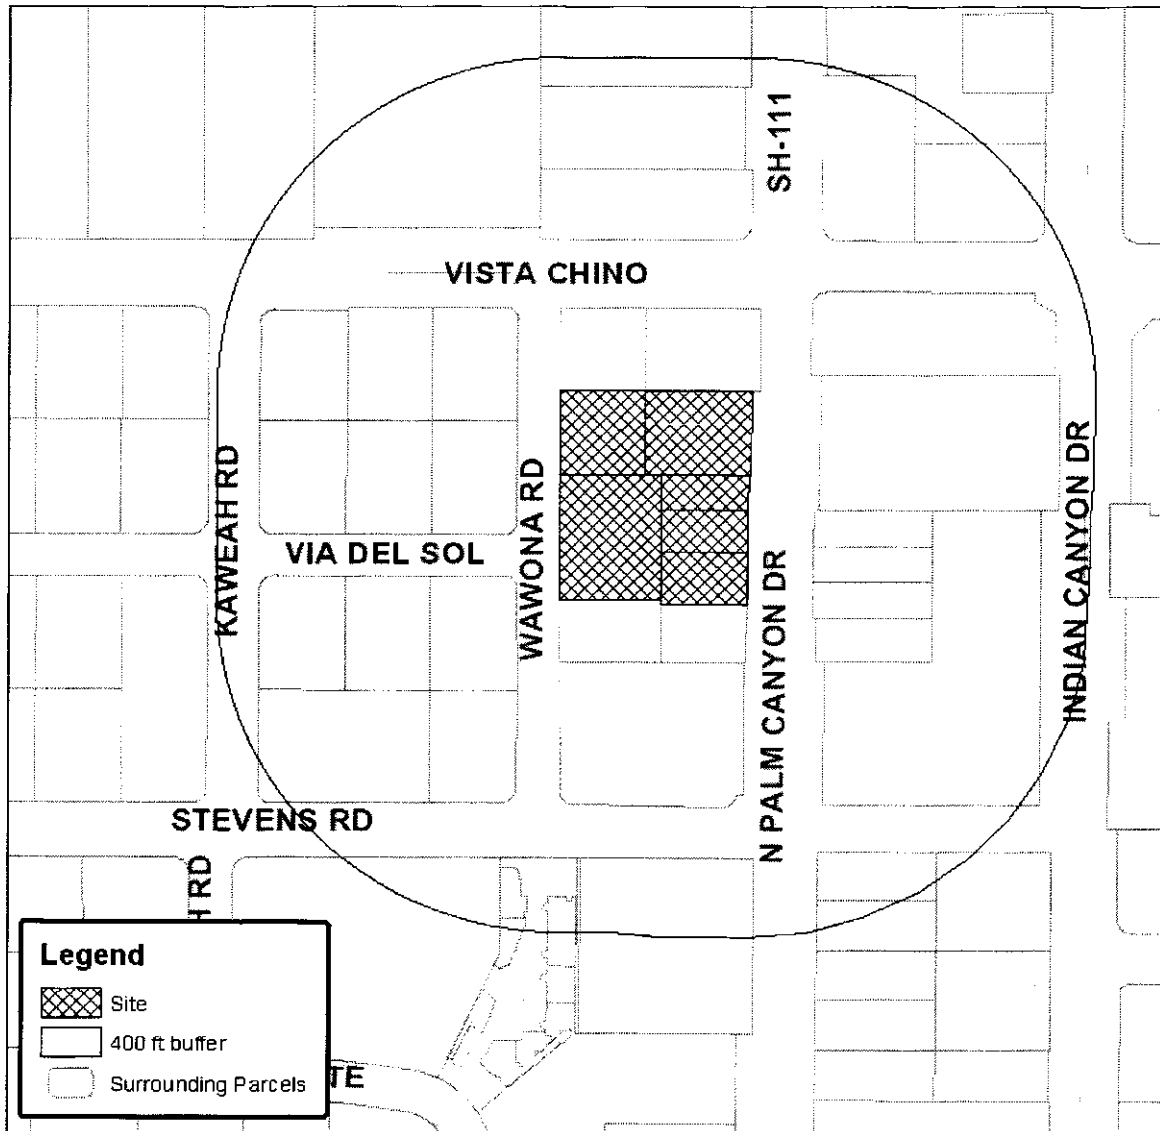 SH-111
VISTA CHINO
KAWEAH RD
VIA DEL SOL
WAWONA RD
N PALM CANYON DR
INDIAN CANYON DR
STEVENS RD
H RD
TE
Legend
Site
400 ft buffer
Surrounding Parcels